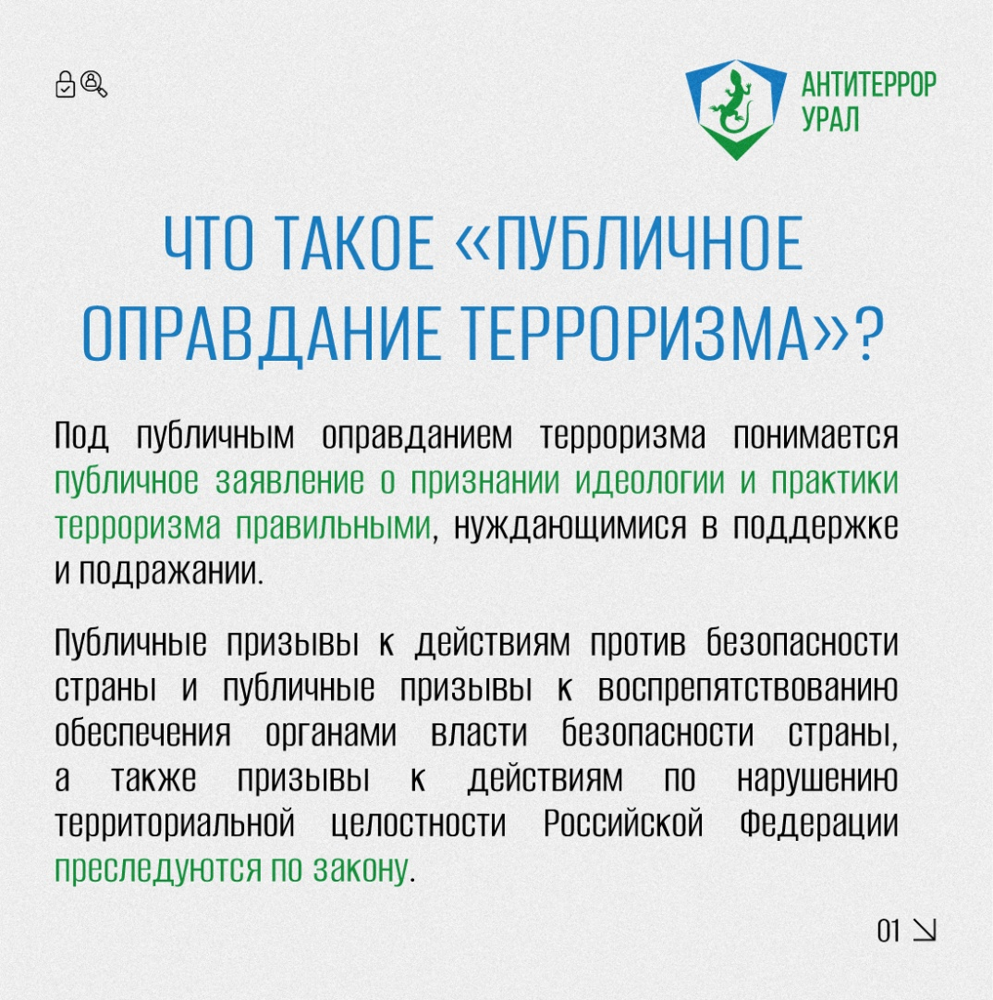 АНТИТЕРРОР
УРАЛ
ЧТО ТАКОЕ «ПУБЛИЧНОЕ
ОПРАВДАНИЕ ТЕРРОРИЗМА»?
Под публичным оправданием терроризма понимается
публичное заявление о признании идеологии и практики
терроризма правильными, нуждающимися в поддержке
и подражании.
Публичные призывы к действиям против безопасности
страны и публичные призывы к воспрепятствованию
обеспечения органами власти безопасности страны,
а также призывы к действиям по нарушению
территориальной целостности Российской Федерации
преследуются по закону.
01